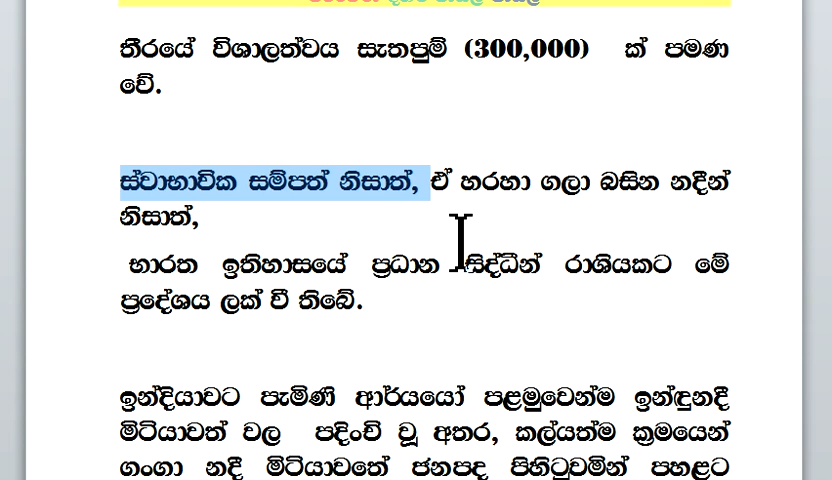 තීරයේ විශාලත්වය සැතපුම් (300,000) ක් පමණ
වේ.
ස්වාභාවික සම්පත් නිසාත්, ඒ හරහා ගලා බසින නදීන්
නිසාත්,
භාරත ඉතිහාසයේ ප්‍රධාන සිද්ධීන් රාශියකට මේ
ප්‍රදේශය ලක් වී තිබේ.
ඉන්දියාවට පැමිණි ආර්යයෝ පළමුවෙන්ම ඉන්ඳුනදී
මිටියාවත් වල පදිංචි වූ අතර, කල්යත්ම ක්‍රමයෙන්
ගංගා නදී මිටියාවතේ ජනපද පිහිටුවමින් පහළට